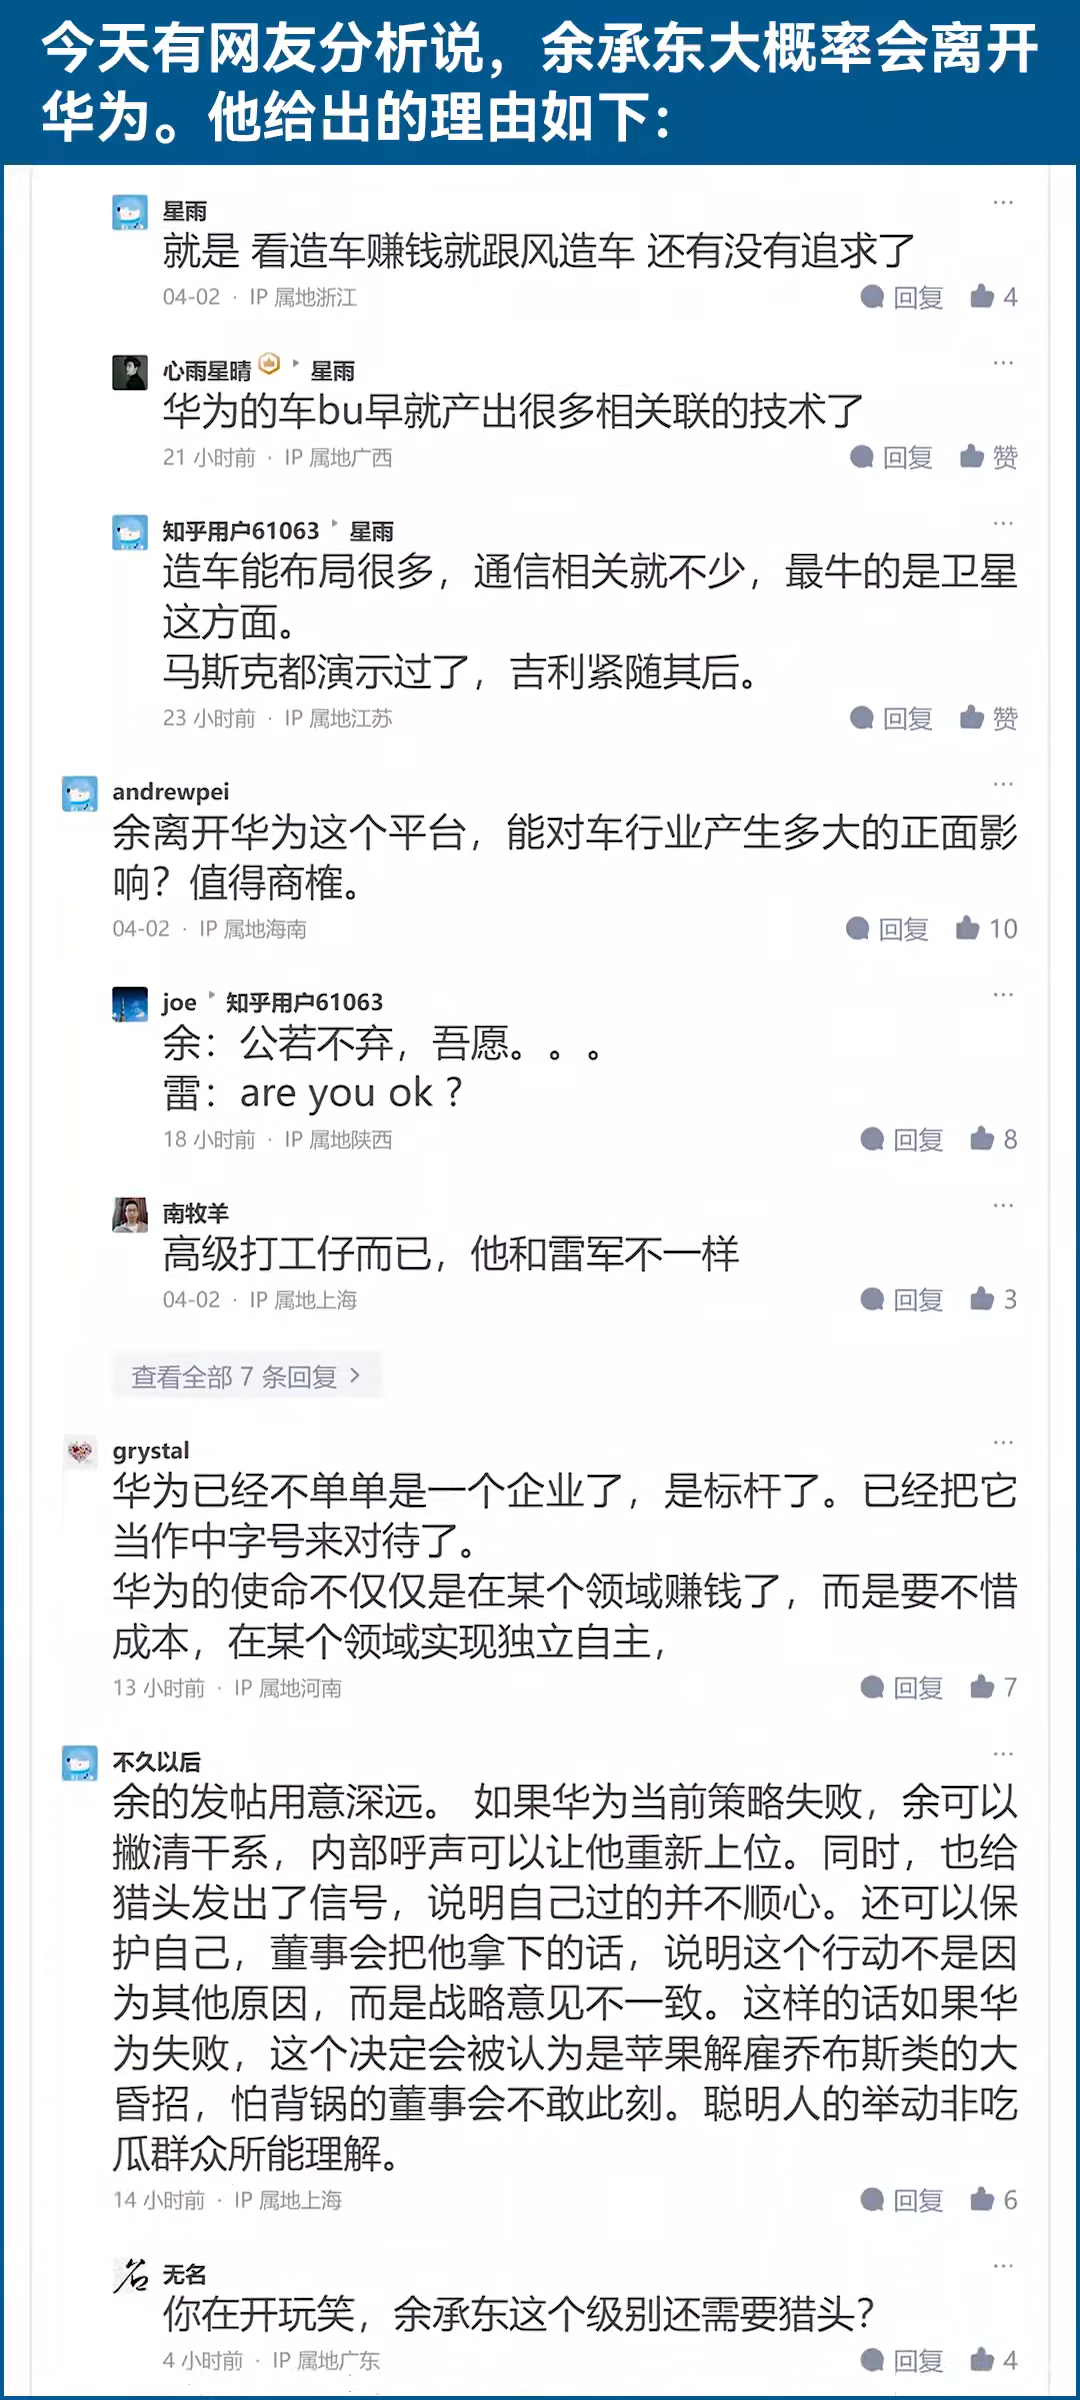 今天有网友分析说，余承东大概率会离开
华为。他给出的理由如下：
星雨
就是 看造车赚钱就跟风造车 还有没有追求了
04-02 · IP 属地浙江
回复 4
心雨星晴 星雨
华为的车bu早就产出很多相关联的技术了
21 小时前 · IP 属地广西
回复 赞
知乎用户61063 星雨
造车能布局很多，通信相关就不少，最牛的是卫星
这方面。
马斯克都演示过了，吉利紧随其后。
23 小时前 · IP 属地江苏
回复 赞
andrewpei
余离开华为这个平台，能对车行业产生多大的正面影
响？值得商榷。
04-02 · IP 属地海南
回复 10
joe 知乎用户61063
余：公若不弃，吾愿。。。
雷：are you ok ?
18 小时前 · IP 属地陕西
回复 8
南牧羊
高级打工仔而已，他和雷军不一样
04-02 · IP 属地上海
回复 3
查看全部 7 条回复 >
grystal
华为已经不单单是一个企业了，是标杆了。已经把它
当作中字号来对待了。
华为的使命不仅仅是在某个领域赚钱了，而是要不惜
成本，在某个领域实现独立自主，
13 小时前 · IP 属地河南
回复 7
不久以后
余的发帖用意深远。 如果华为当前策略失败，余可以
撇清干系，内部呼声可以让他重新上位。同时，也给
猎头发出了信号，说明自己过的并不顺心。还可以保
护自己，董事会把他拿下的话，说明这个行动不是因
为其他原因，而是战略意见不一致。这样的话如果华
为失败，这个决定会被认为是苹果解雇乔布斯类的大
昏招，怕背锅的董事会不敢此刻。聪明人的举动非吃
瓜群众所能理解。
14 小时前 · IP 属地上海
回复 6
无名
你在开玩笑，余承东这个级别还需要猎头？
4 小时前 · IP 属地广东
回复 4